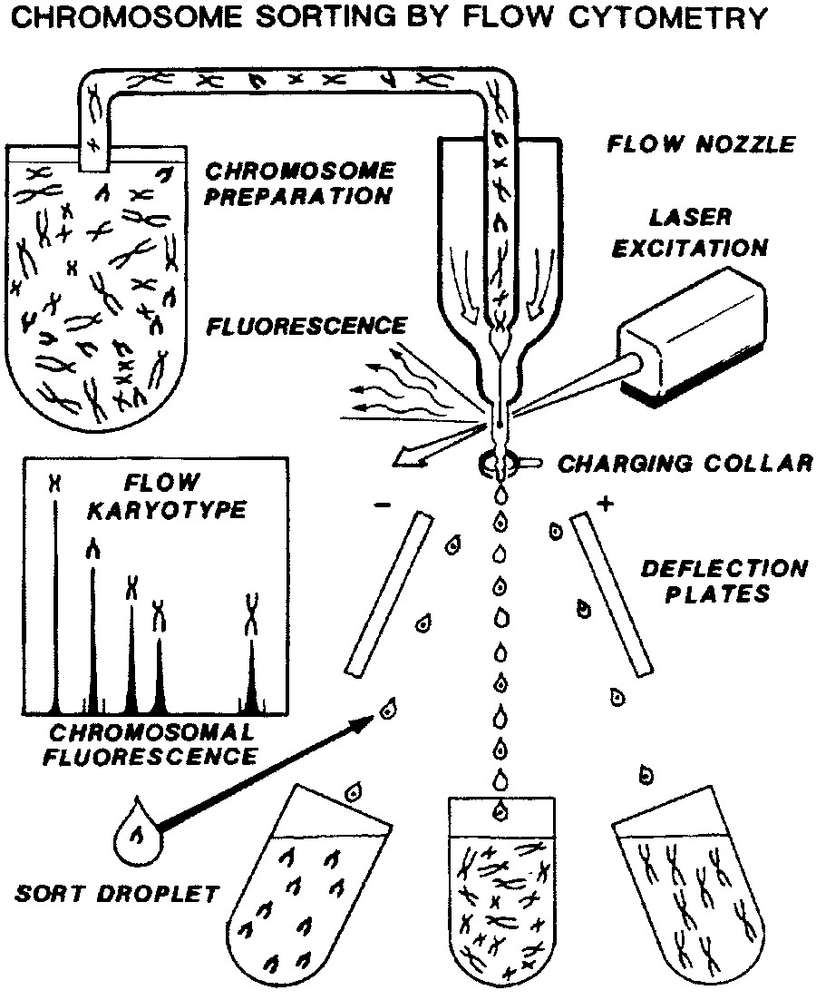 CHROMOSOME SORTING BY FLOW CYTOMETRY
CHROMOSOME
PREPARATION
FLOW NOZZLE
LASER
EXCITATION
FLUORESCENCE
CHARGING COLLAR
FLOW
KARYOTYPE
-
+
DEFLECTION
PLATES
CHROMOSOMAL
FLUORESCENCE
SORT DROPLET